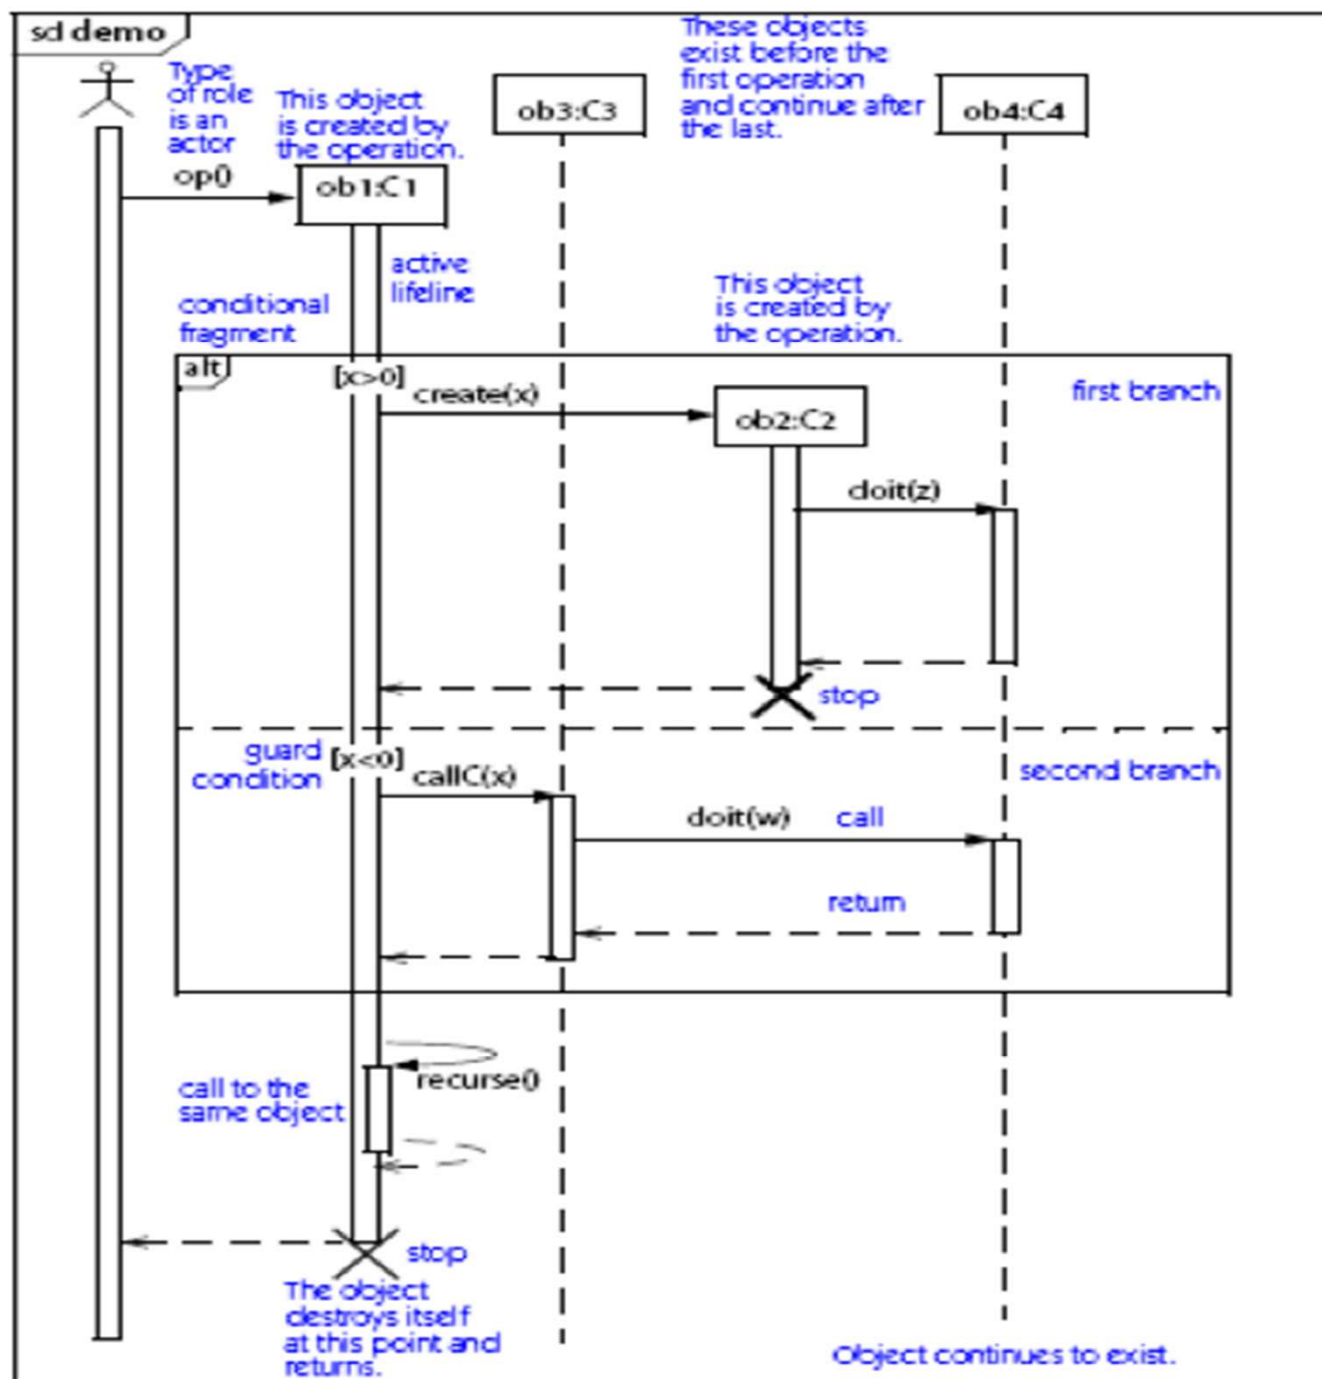 sd demo
Type
of role
is an
actor
This object
is created by
the operation.
ob3:C3
These objects
exist before the
first operation
and continue after
the last.
ob4:C4
op()
ob1:C1
active
lifeline
conditional
fragment
This object
is created by
the operation.
alt
[x>0]
create(x)
ob2:C2
first branch
doit(z)
stop
guard
condition
[x<0]
callC(x)
second branch
doit(w)
call
return
recurse()
call to the
same object
stop
The object
destroys itself
at this point and
returns.
Object continues to exist.